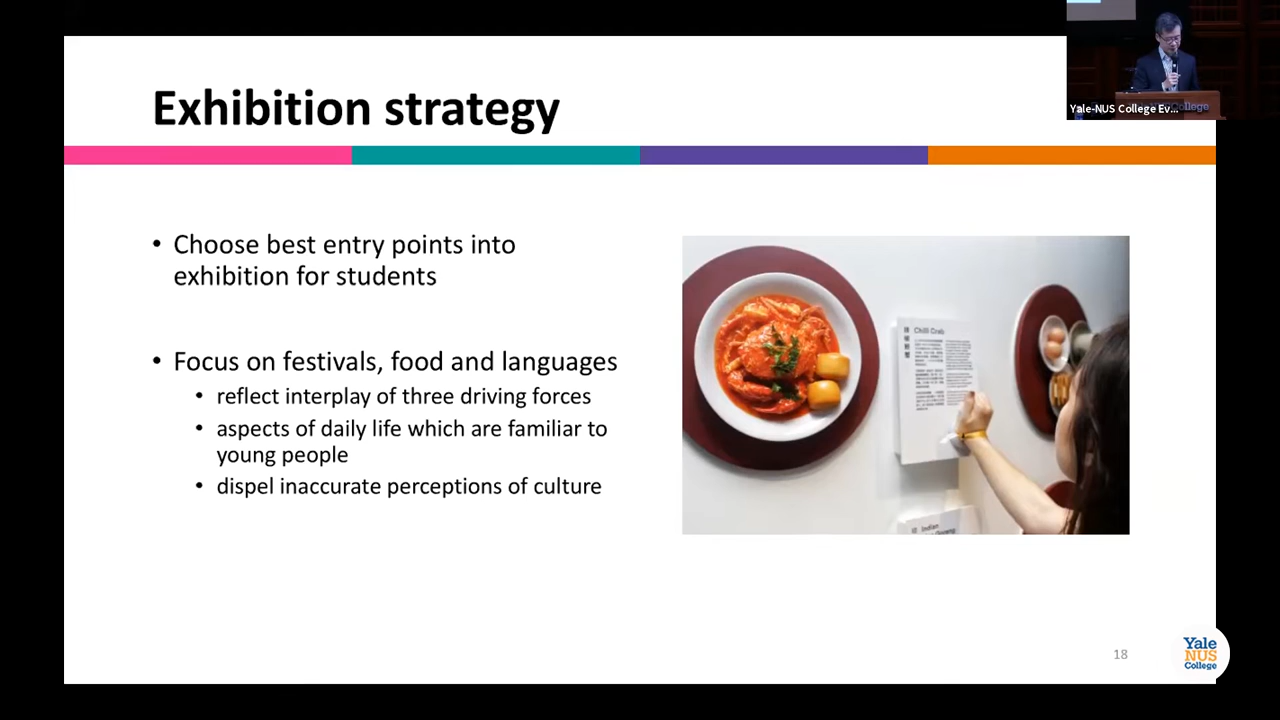 Exhibition strategy
Yale-NUS College Ev...
College
• Choose best entry points into
exhibition for students
• Focus on festivals, food and languages
• reflect interplay of three driving forces
• aspects of daily life which are familiar to
young people
• dispel inaccurate perceptions of culture
Chilli Crab
Indian
18
Yale
NUS
College